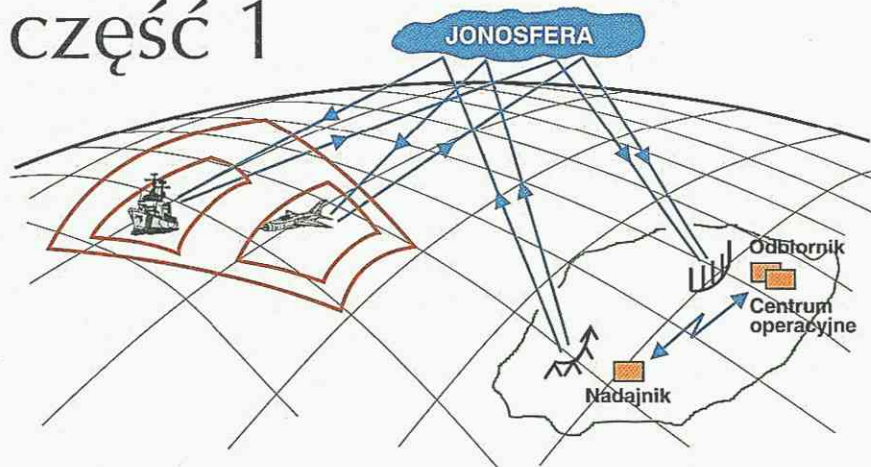 część 1
JONOSFERA
Odbiornik
Centrum
operacyjne
Nadajnik